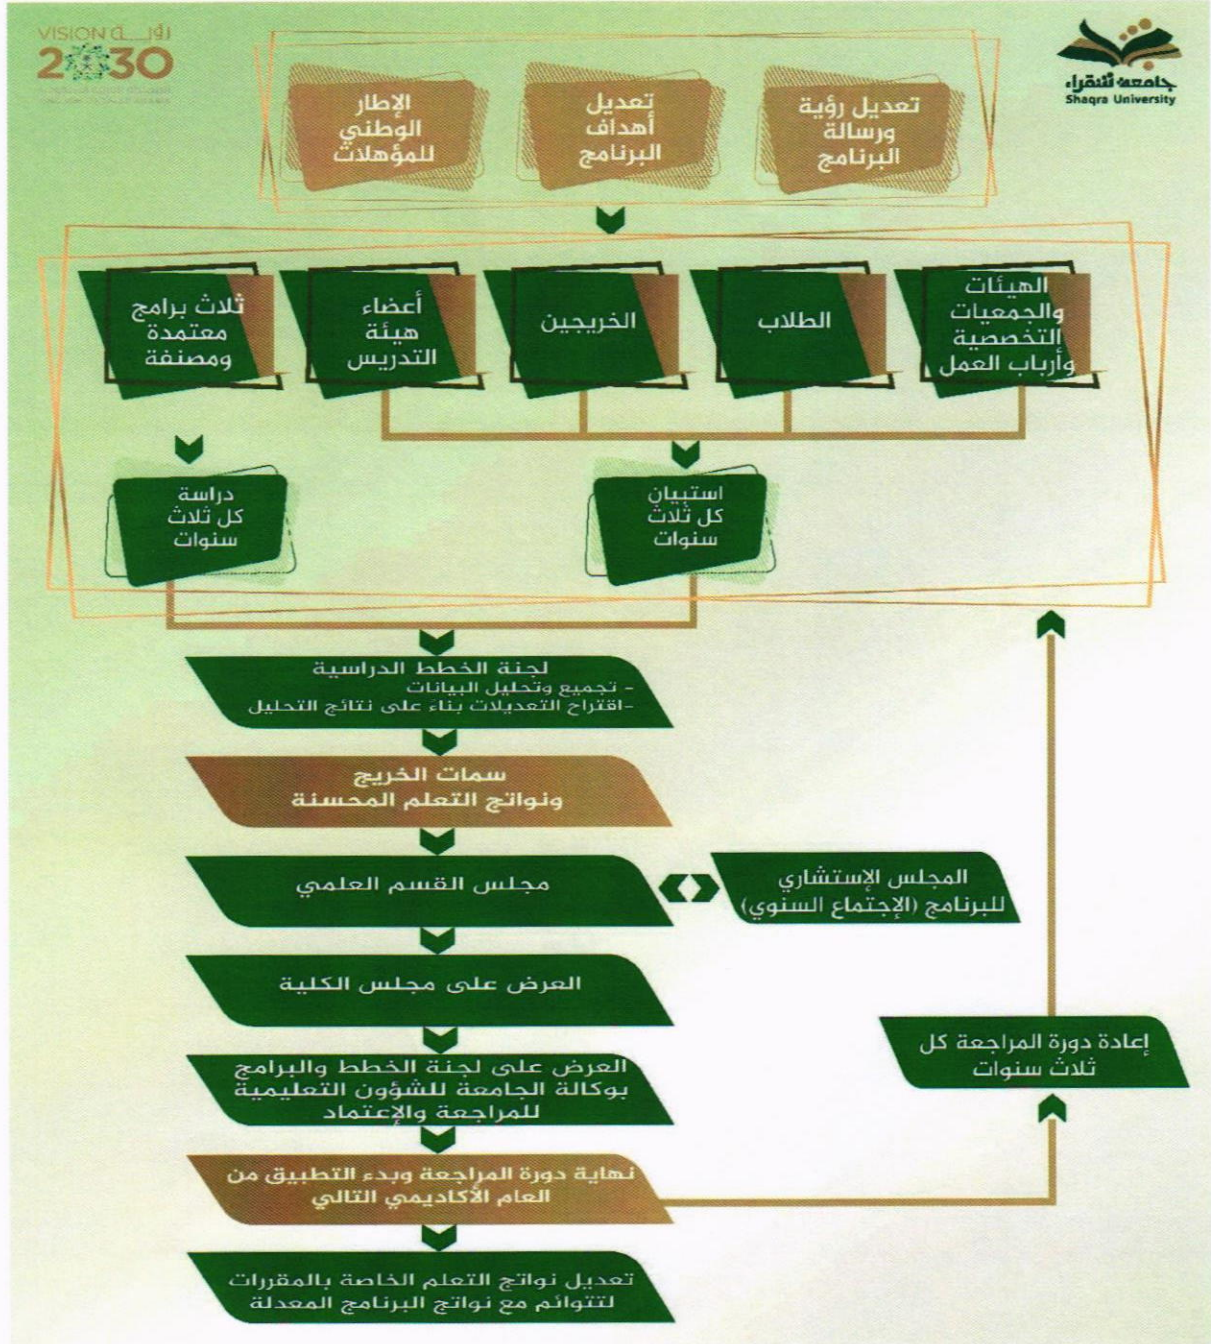 VISION رؤيــــة
2030
جامعة شقراء
Shaqra University
تعديل رؤية
ورسالة
البرنامج
تعديل
أهداف
البرنامج
الإطار
الوطني
للمؤهلات
الهيئات
والجمعيات
التخصصية
وأرباب العمل
الطلاب
الخريجين
أعضاء
هيئة
التدريس
ثلاث برامج
معتمدة
ومصنفة
استبيان
كل ثلاث
سنوات
دراسة
كل ثلاث
سنوات
لجنة الخطط الدراسية
- تجميع وتحليل البيانات
-اقتراح التعديلات بناء على نتائج التحليل
سمات الخريج
ونواتج التعلم المحسنة
مجلس القسم العلمي
المجلس الإستشاري
للبرنامج (الإجتماع السنوي)
العرض على مجلس الكلية
العرض على لجنة الخطط والبرامج
بوكالة الجامعة للشؤون التعليمية
للمراجعة والإعتماد
إعادة دورة المراجعة كل
ثلاث سنوات
نهاية دورة المراجعة وبدء التطبيق من
العام الأكاديمي التالي
تعديل نواتج التعلم الخاصة بالمقررات
لتتوائم مع نواتج البرنامج المعدلة